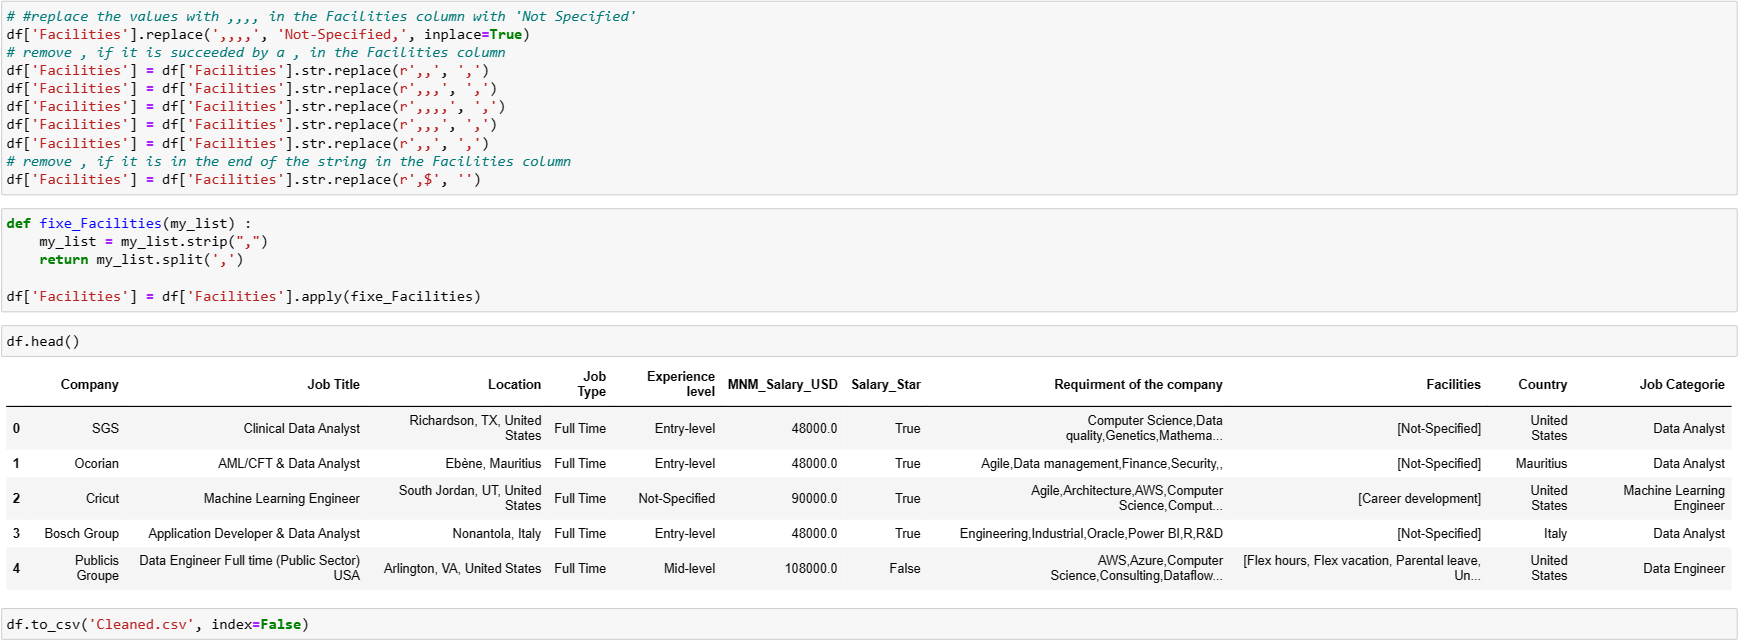 # #replace the values with ,,,, in the Facilities column with 'Not Specified'
df['Facilities'].replace(',,,,', 'Not-Specified,', inplace=True)
# remove , if it is succeeded by a , in the Facilities column
df['Facilities'] = df['Facilities'].str.replace(r',,', ',')
df['Facilities'] = df['Facilities'].str.replace(r',,,', ',')
df['Facilities'] = df['Facilities'].str.replace(r',,,,', ',')
df['Facilities'] = df['Facilities'].str.replace(r',,,', ',')
df['Facilities'] = df['Facilities'].str.replace(r',,', ',')
# remove , if it is in the end of the string in the Facilities column
df['Facilities'] = df['Facilities'].str.replace(r',$', '')
def fixe_Facilities(my_list) :
    my_list = my_list.strip(",")
    return my_list.split(',')
df['Facilities'] = df['Facilities'].apply(fixe_Facilities)
df.head()
Company Job Title Location Job Type Experience level MNM_Salary_USD Salary_Star Requirment of the company Facilities Country Job Categorie
0 SGS Clinical Data Analyst Richardson, TX, United States Full Time Entry-level 48000.0 True Computer Science,Data quality,Genetics,Mathema... [Not-Specified] United States Data Analyst
1 Ocorian AML/CFT & Data Analyst Ebène, Mauritius Full Time Entry-level 48000.0 True Agile,Data management,Finance,Security,, [Not-Specified] Mauritius Data Analyst
2 Cricut Machine Learning Engineer South Jordan, UT, United States Full Time Not-Specified 90000.0 True Agile,Architecture,AWS,Computer Science,Comput... [Career development] United States Machine Learning Engineer
3 Bosch Group Application Developer & Data Analyst Nonantola, Italy Full Time Entry-level 48000.0 True Engineering,Industrial,Oracle,Power BI,R,R&D [Not-Specified] Italy Data Analyst
4 Publicis Groupe Data Engineer Full time (Public Sector) USA Arlington, VA, United States Full Time Mid-level 108000.0 False AWS,Azure,Computer Science,Consulting,Dataflow... [Flex hours, Flex vacation, Parental leave, Un... United States Data Engineer
df.to_csv('Cleaned.csv', index=False)